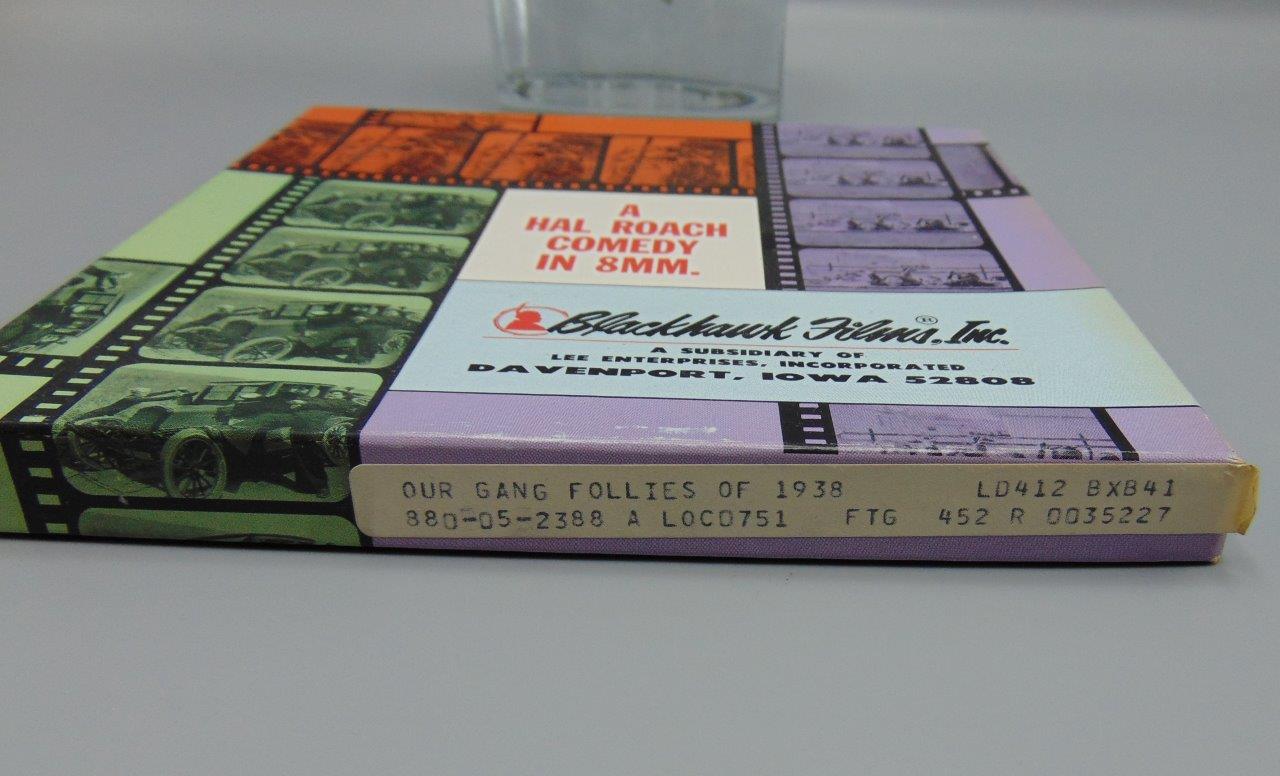 A
HAL ROACH
COMEDY
IN 8MM.
Blackhawk Films, Inc. ®
A SUBSIDIARY OF
LEE ENTERPRISES, INCORPORATED
DAVENPORT, IOWA 52808
OUR GANG FOLLIES OF 1938 LD412 BXB41
880-05-2388 A LOC0751 FTG 452 R 0035227